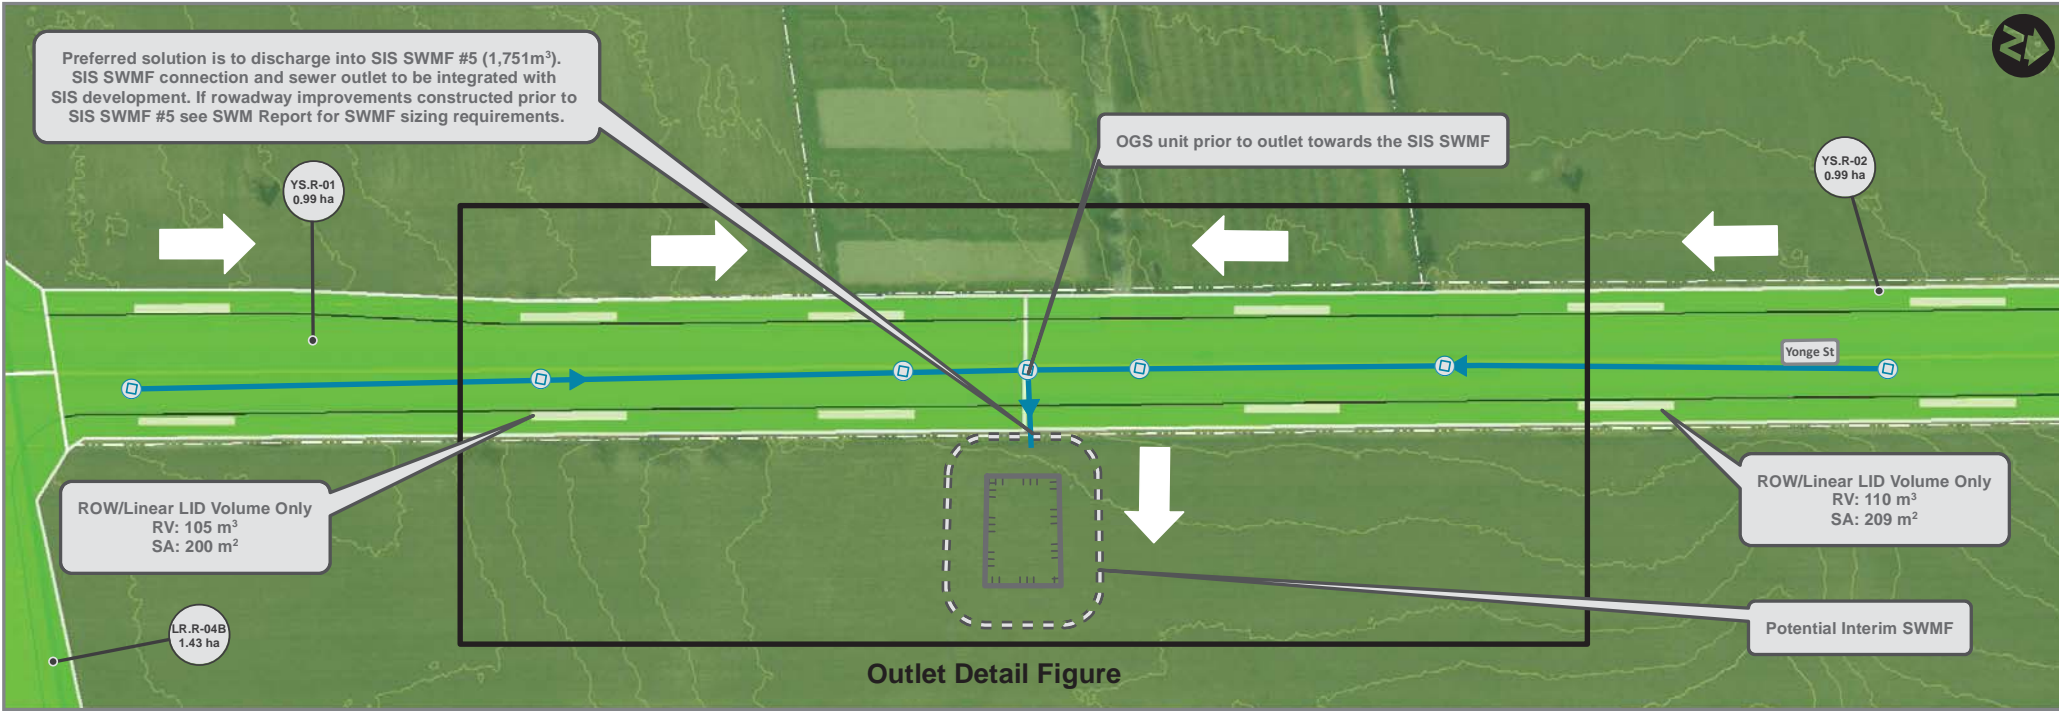 Preferred solution is to discharge into SIS SWMF #5 (1,751m³).
SIS SWMF connection and sewer outlet to be integrated with
SIS development. If rowadway improvements constructed prior to
SIS SWMF #5 see SWM Report for SWMF sizing requirements.
N
OGS unit prior to outlet towards the SIS SWMF
YS.R-01
0.99 ha
YS.R-02
0.99 ha
Yonge St
ROW/Linear LID Volume Only
RV: 105 m³
SA: 200 m²
ROW/Linear LID Volume Only
RV: 110 m³
SA: 209 m²
LR.R-04B
1.43 ha
Potential Interim SWMF
Outlet Detail Figure